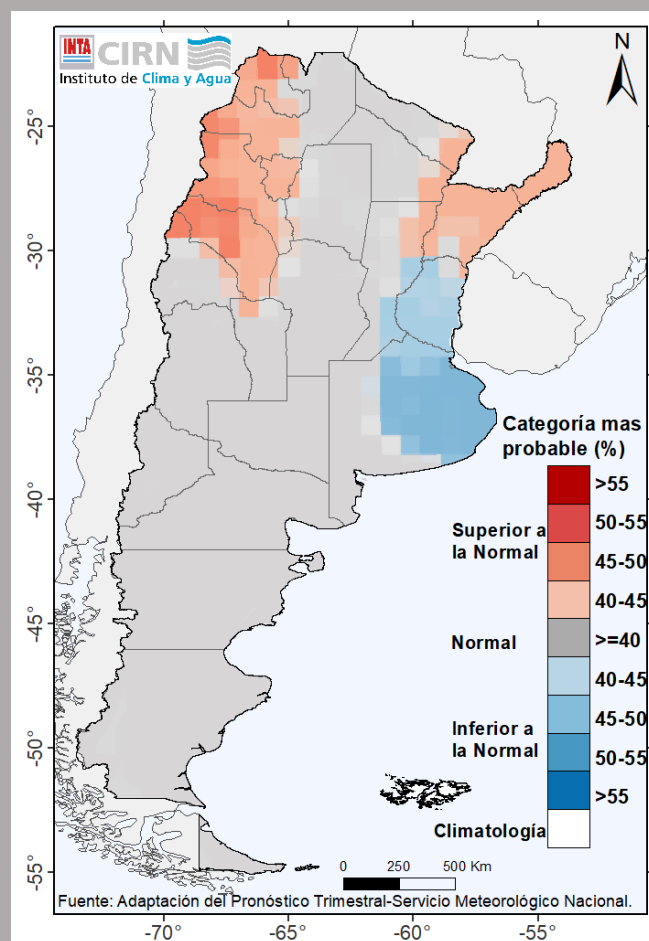 INTA CIRN
Instituto de Clima y Agua
N
-25°
-30°
-35°
-40°
-45°
-50°
-55°
Categoría mas
probable (%)
>55
50-55
Superior a
la Normal
45-50
40-45
Normal
>=40
40-45
45-50
Inferior a
la Normal
50-55
>55
Climatología
0 250 500 Km
Fuente: Adaptación del Pronóstico Trimestral-Servicio Meteorológico Nacional.
-70° -65° -60° -55°